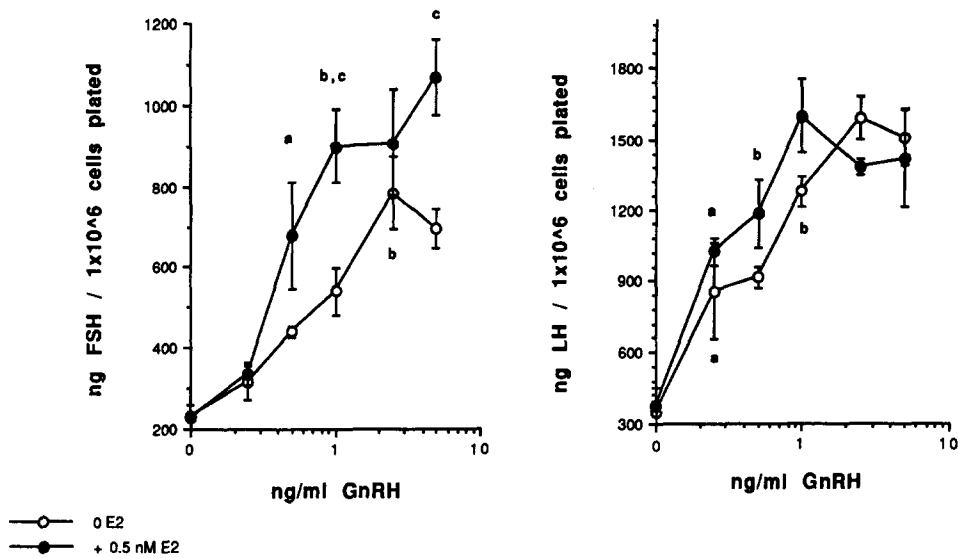 c
1200
b,c
1000
a
800
b
600
400
200
0
1
10
ng FSH / 1x10^6 cells plated
ng/ml GnRH
1800
1500
b
1200
a
b
900
600
a
300
0
1
10
ng LH / 1x10^6 cells plated
ng/ml GnRH
0 E2
+ 0.5 nM E2